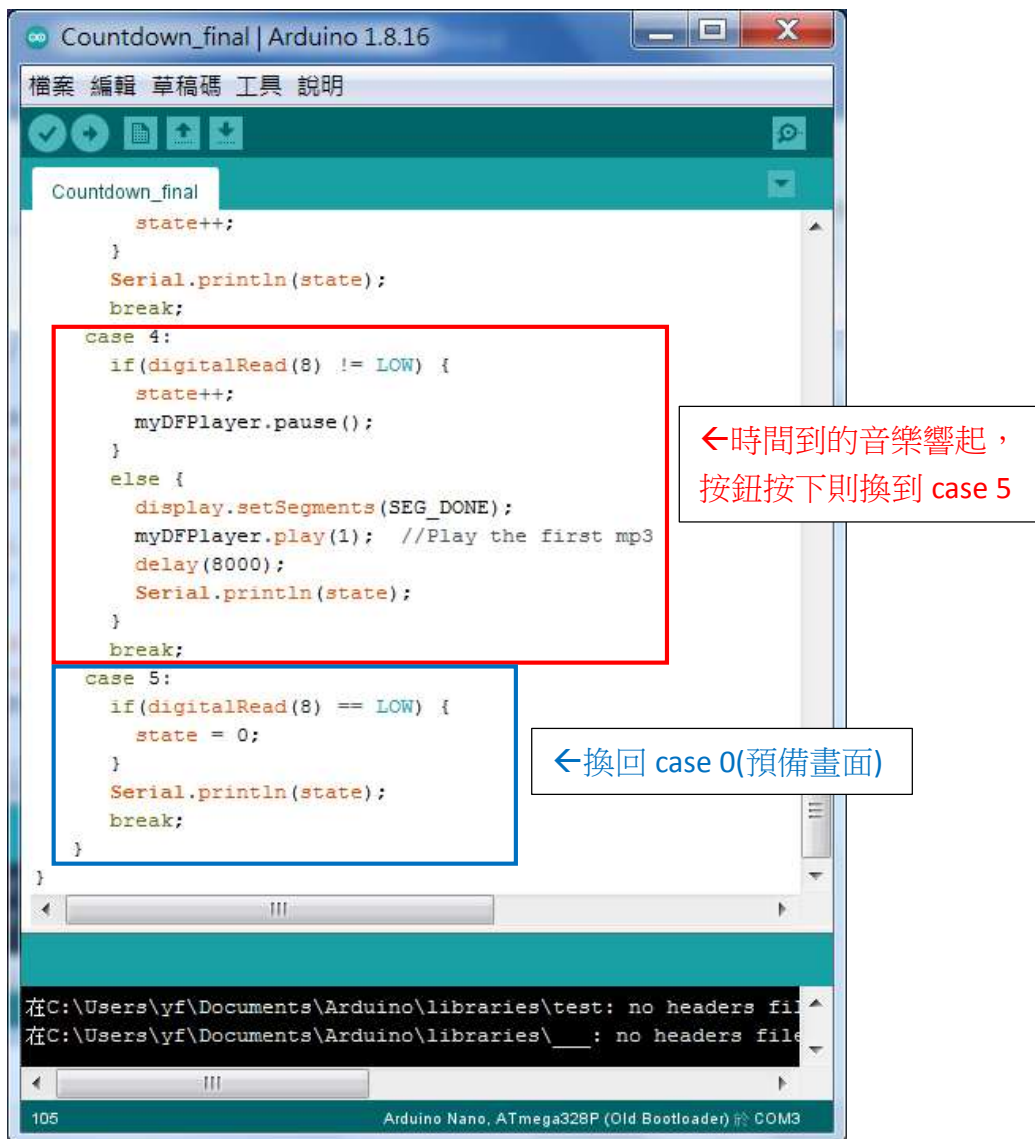 Countdown_final | Arduino 1.8.16
檔案 編輯 草稿碼 工具 說明
Countdown_final
state++;
}
Serial.println(state);
break;
case 4:
if(digitalRead(8) != LOW) {
state++;
myDFPlayer.pause();
}
else {
display.setSegments(SEG_DONE);
myDFPlayer.play(1);  //Play the first mp3
delay(8000);
Serial.println(state);
}
break;
case 5:
if(digitalRead(8) == LOW) {
state = 0;
}
Serial.println(state);
break;
}
}
←時間到的音樂響起，
按鈕按下則換到 case 5
←換回 case 0(預備畫面)
在C:\Users\yf\Documents\Arduino\libraries\test: no headers fil
在C:\Users\yf\Documents\Arduino\libraries\___: no headers file
105
Arduino Nano, ATmega328P (Old Bootloader) 於 COM3